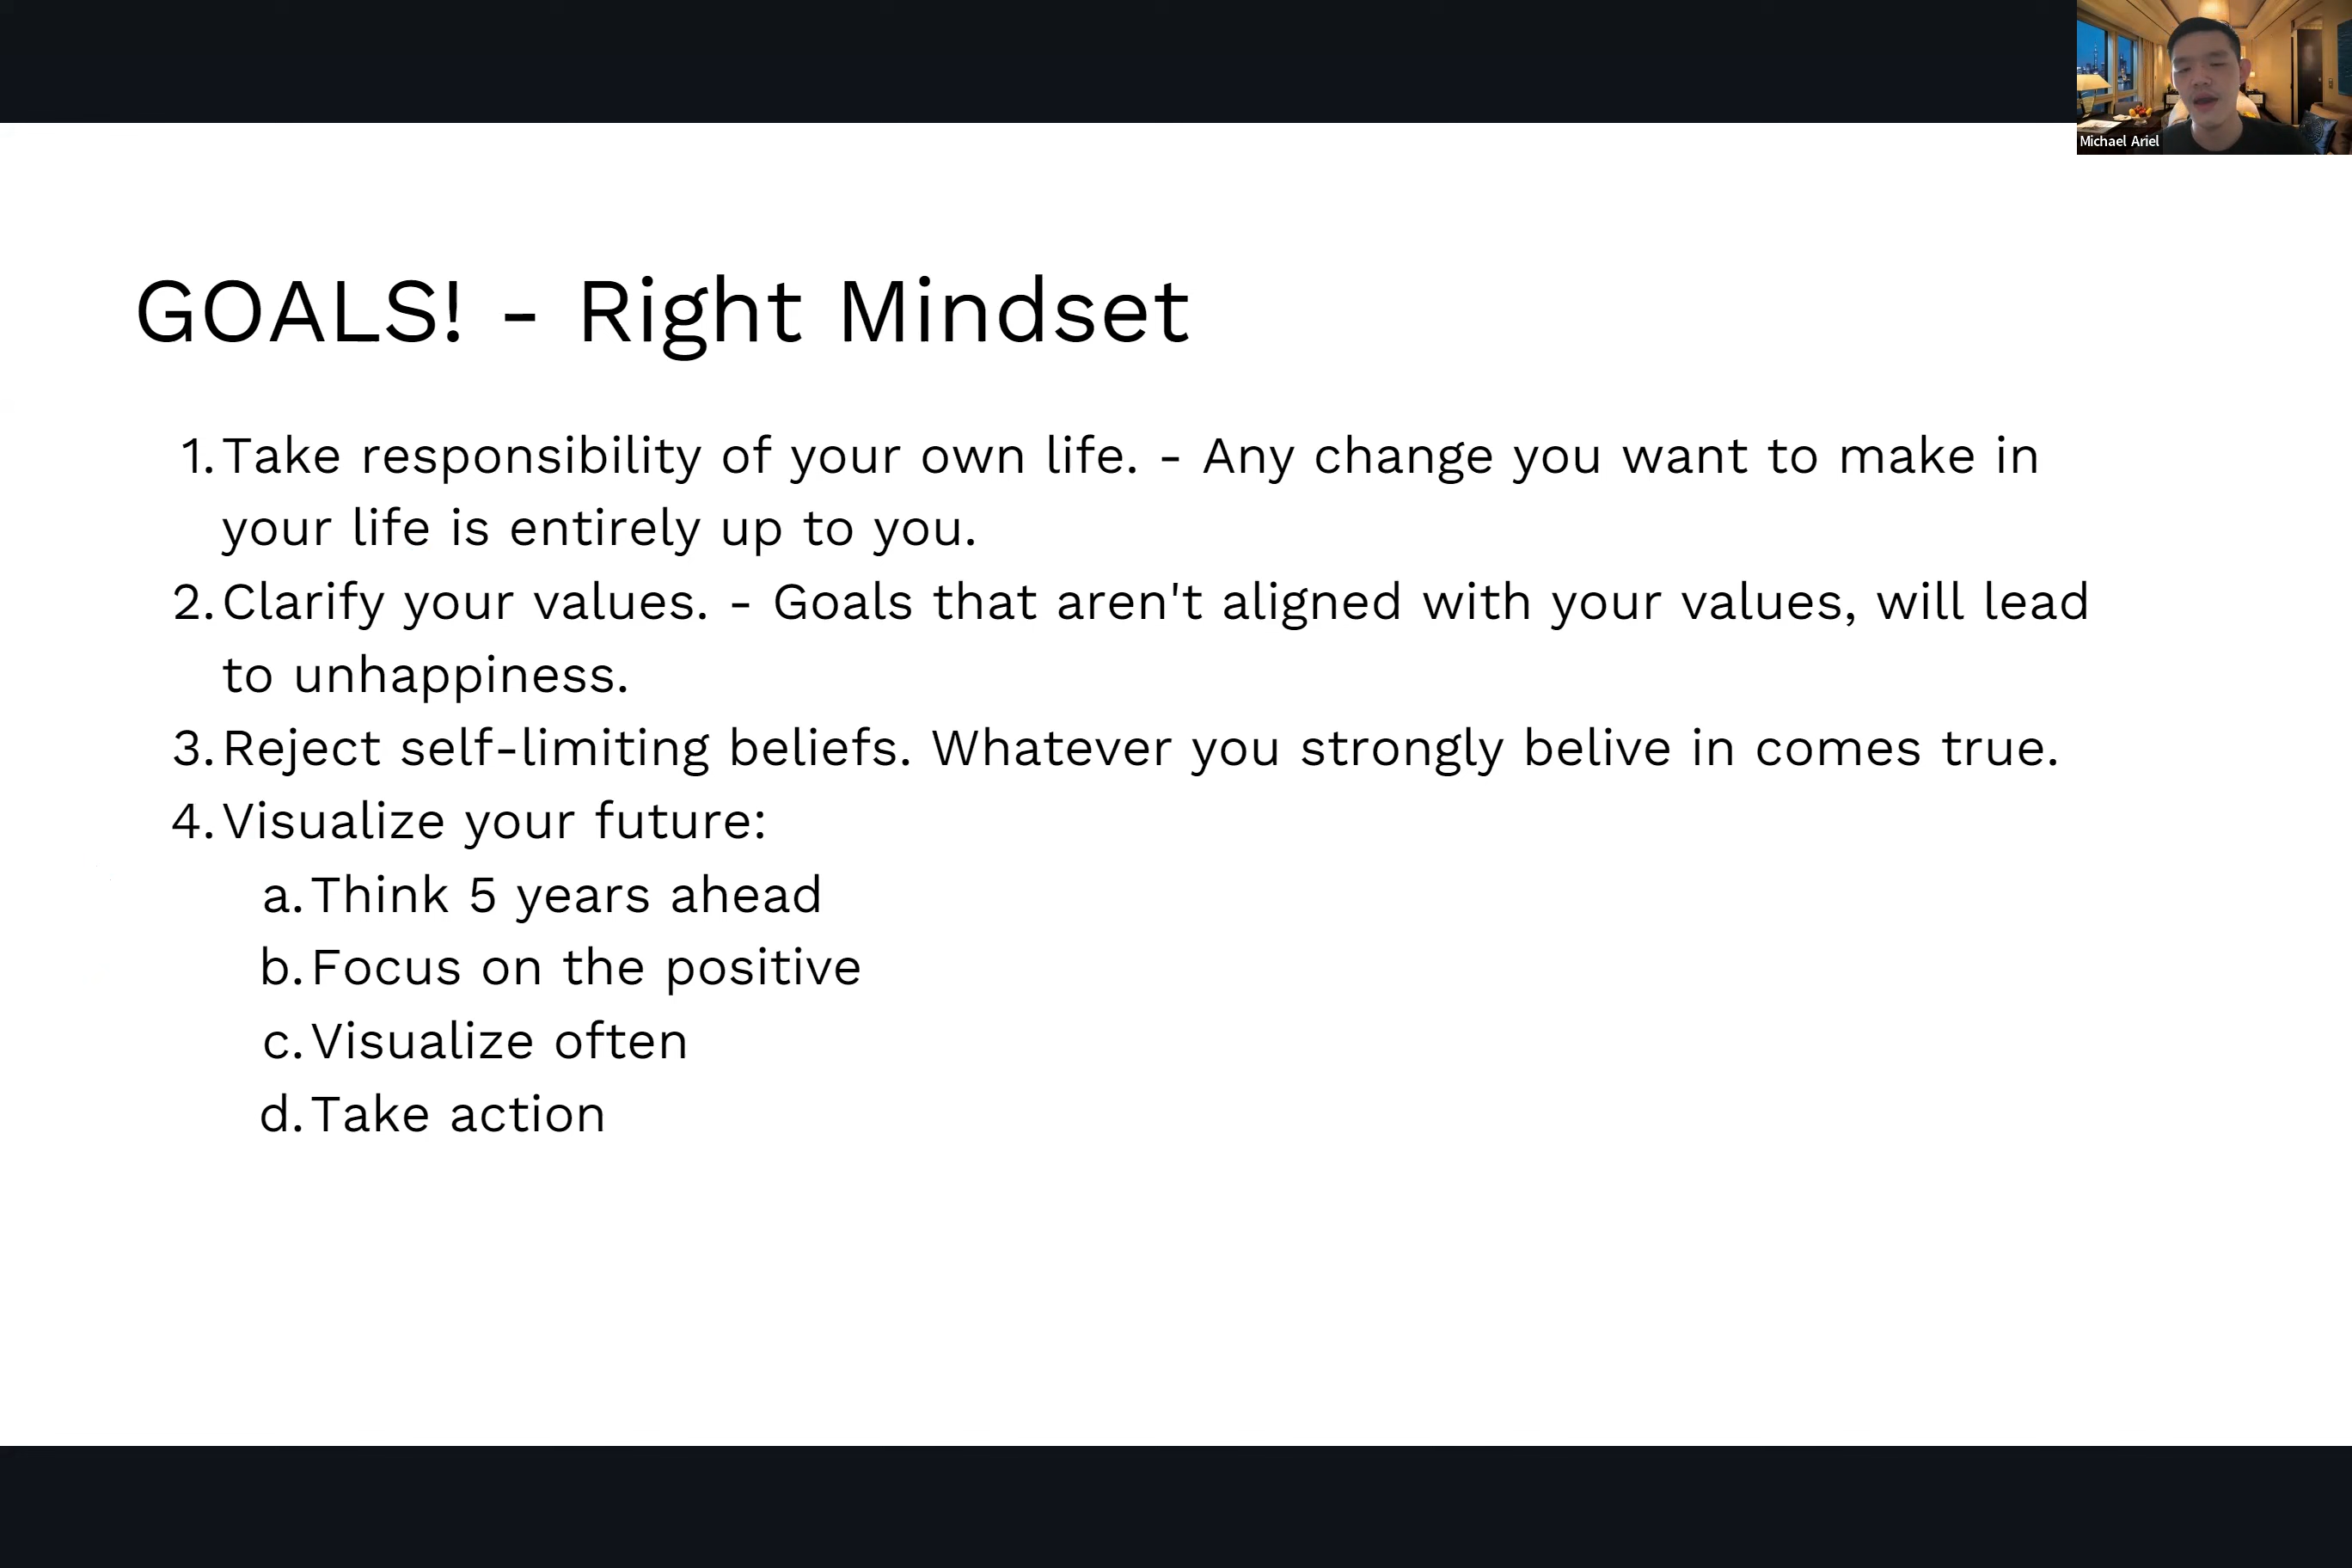 Michael Ariel
GOALS! - Right Mindset
1. Take responsibility of your own life. - Any change you want to make in
your life is entirely up to you.
2. Clarify your values. - Goals that aren't aligned with your values, will lead
to unhappiness.
3. Reject self-limiting beliefs. Whatever you strongly belive in comes true.
4. Visualize your future:
a. Think 5 years ahead
b. Focus on the positive
c. Visualize often
d. Take action